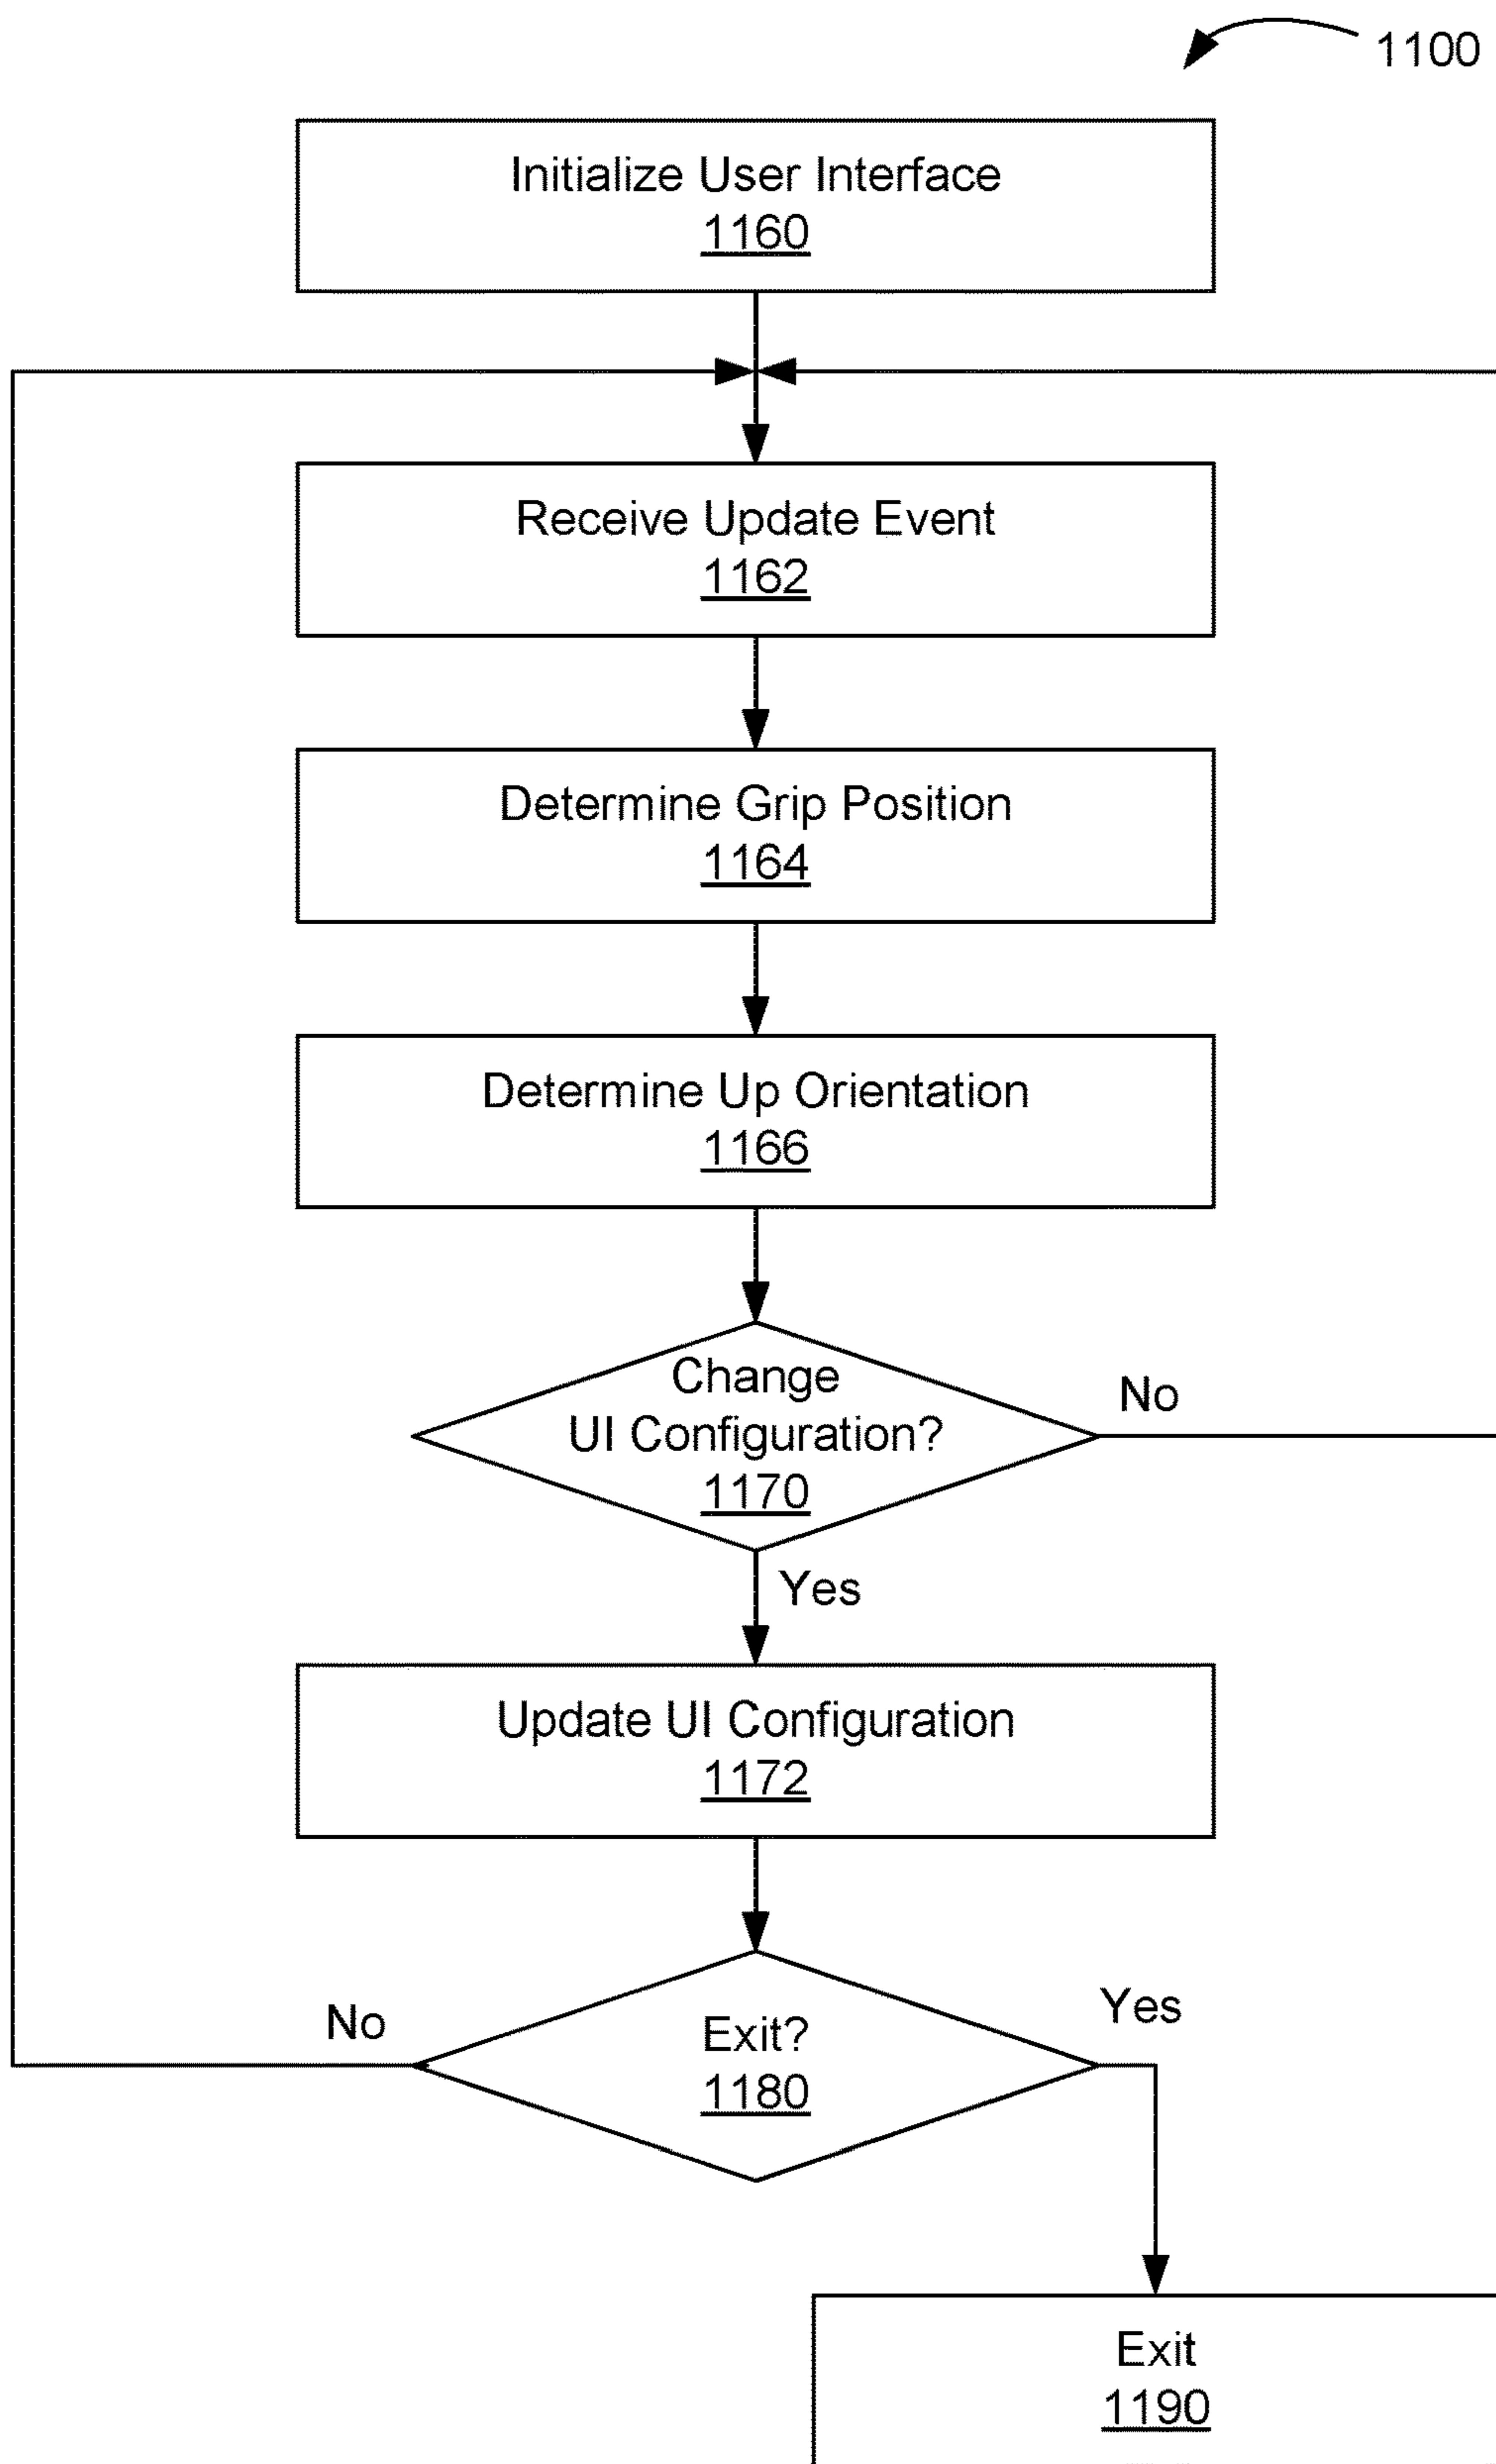 1100
Initialize User Interface
1160
Receive Update Event
1162
Determine Grip Position
1164
Determine Up Orientation
1166
Change
UI Configuration?
1170
No
Yes
Update UI Configuration
1172
No
Exit?
1180
Yes
Exit
1190